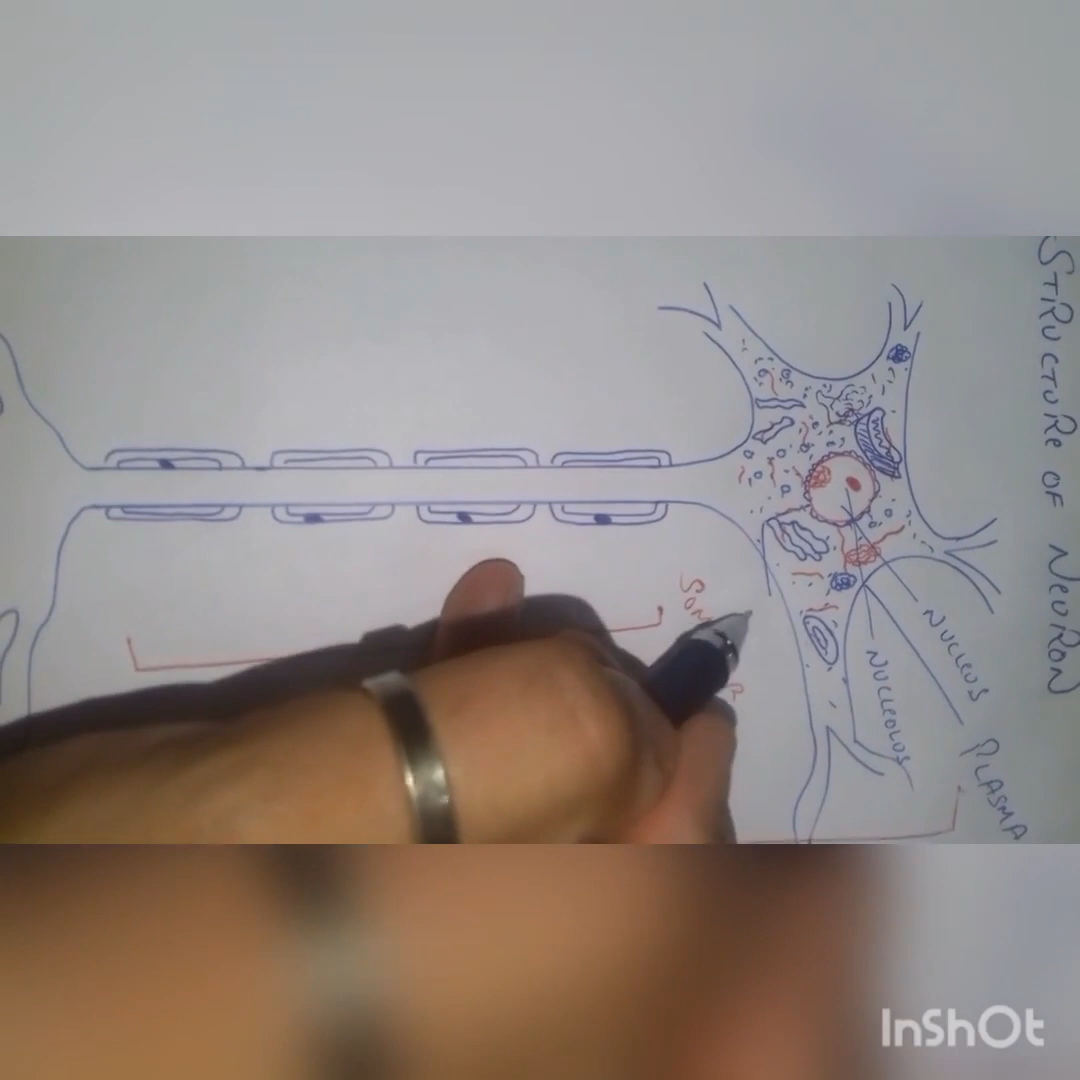 STRUCTURE OF NEURON
NUCLEUS
NUCLEOLUS
PLASMA
InShOt